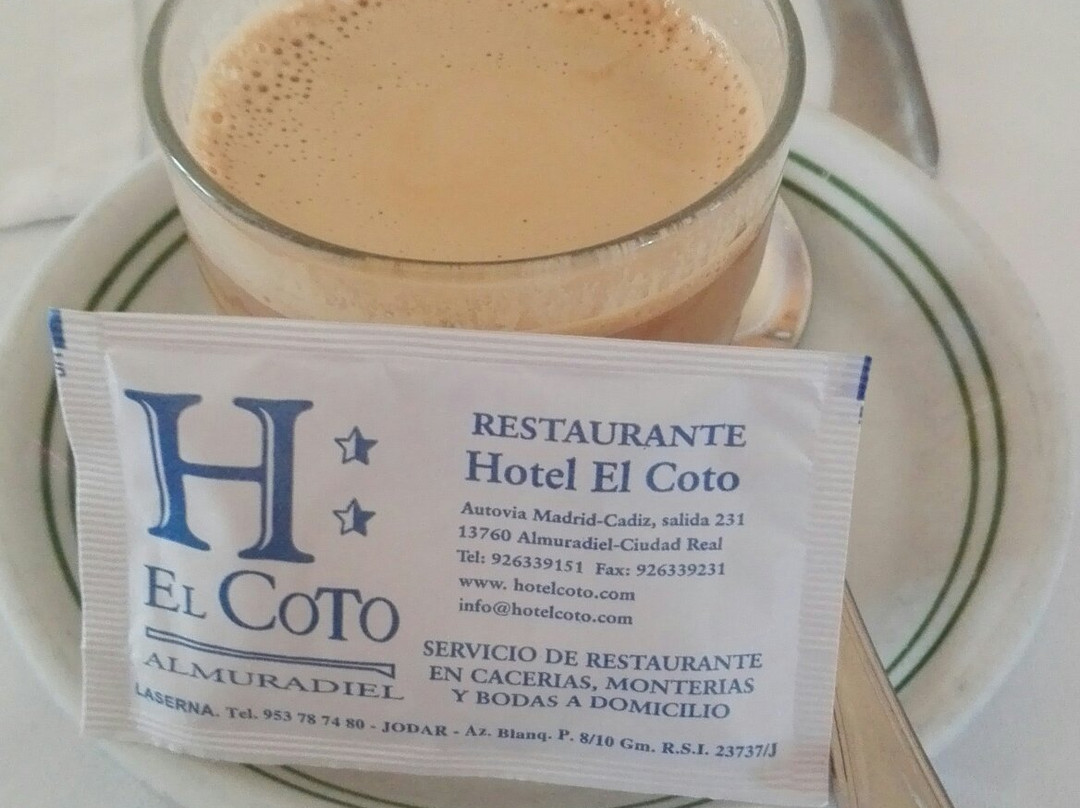 H
EL COTO
ALMURADIEL
RESTAURANTE
Hotel El Coto
Autovia Madrid-Cadiz, salida 231
13760 Almuradiel-Ciudad Real
Tel: 926339151 Fax: 926339231
www. hotelcoto.com
info@hotelcoto.com
SERVICIO DE RESTAURANTE
EN CACERIAS, MONTERIAS
Y BODAS A DOMICILIO
LASERNA. Tel. 953 78 74 80 - JODAR - Az. Blanq. P. 8/10 Gm. R.S.I. 23737/J